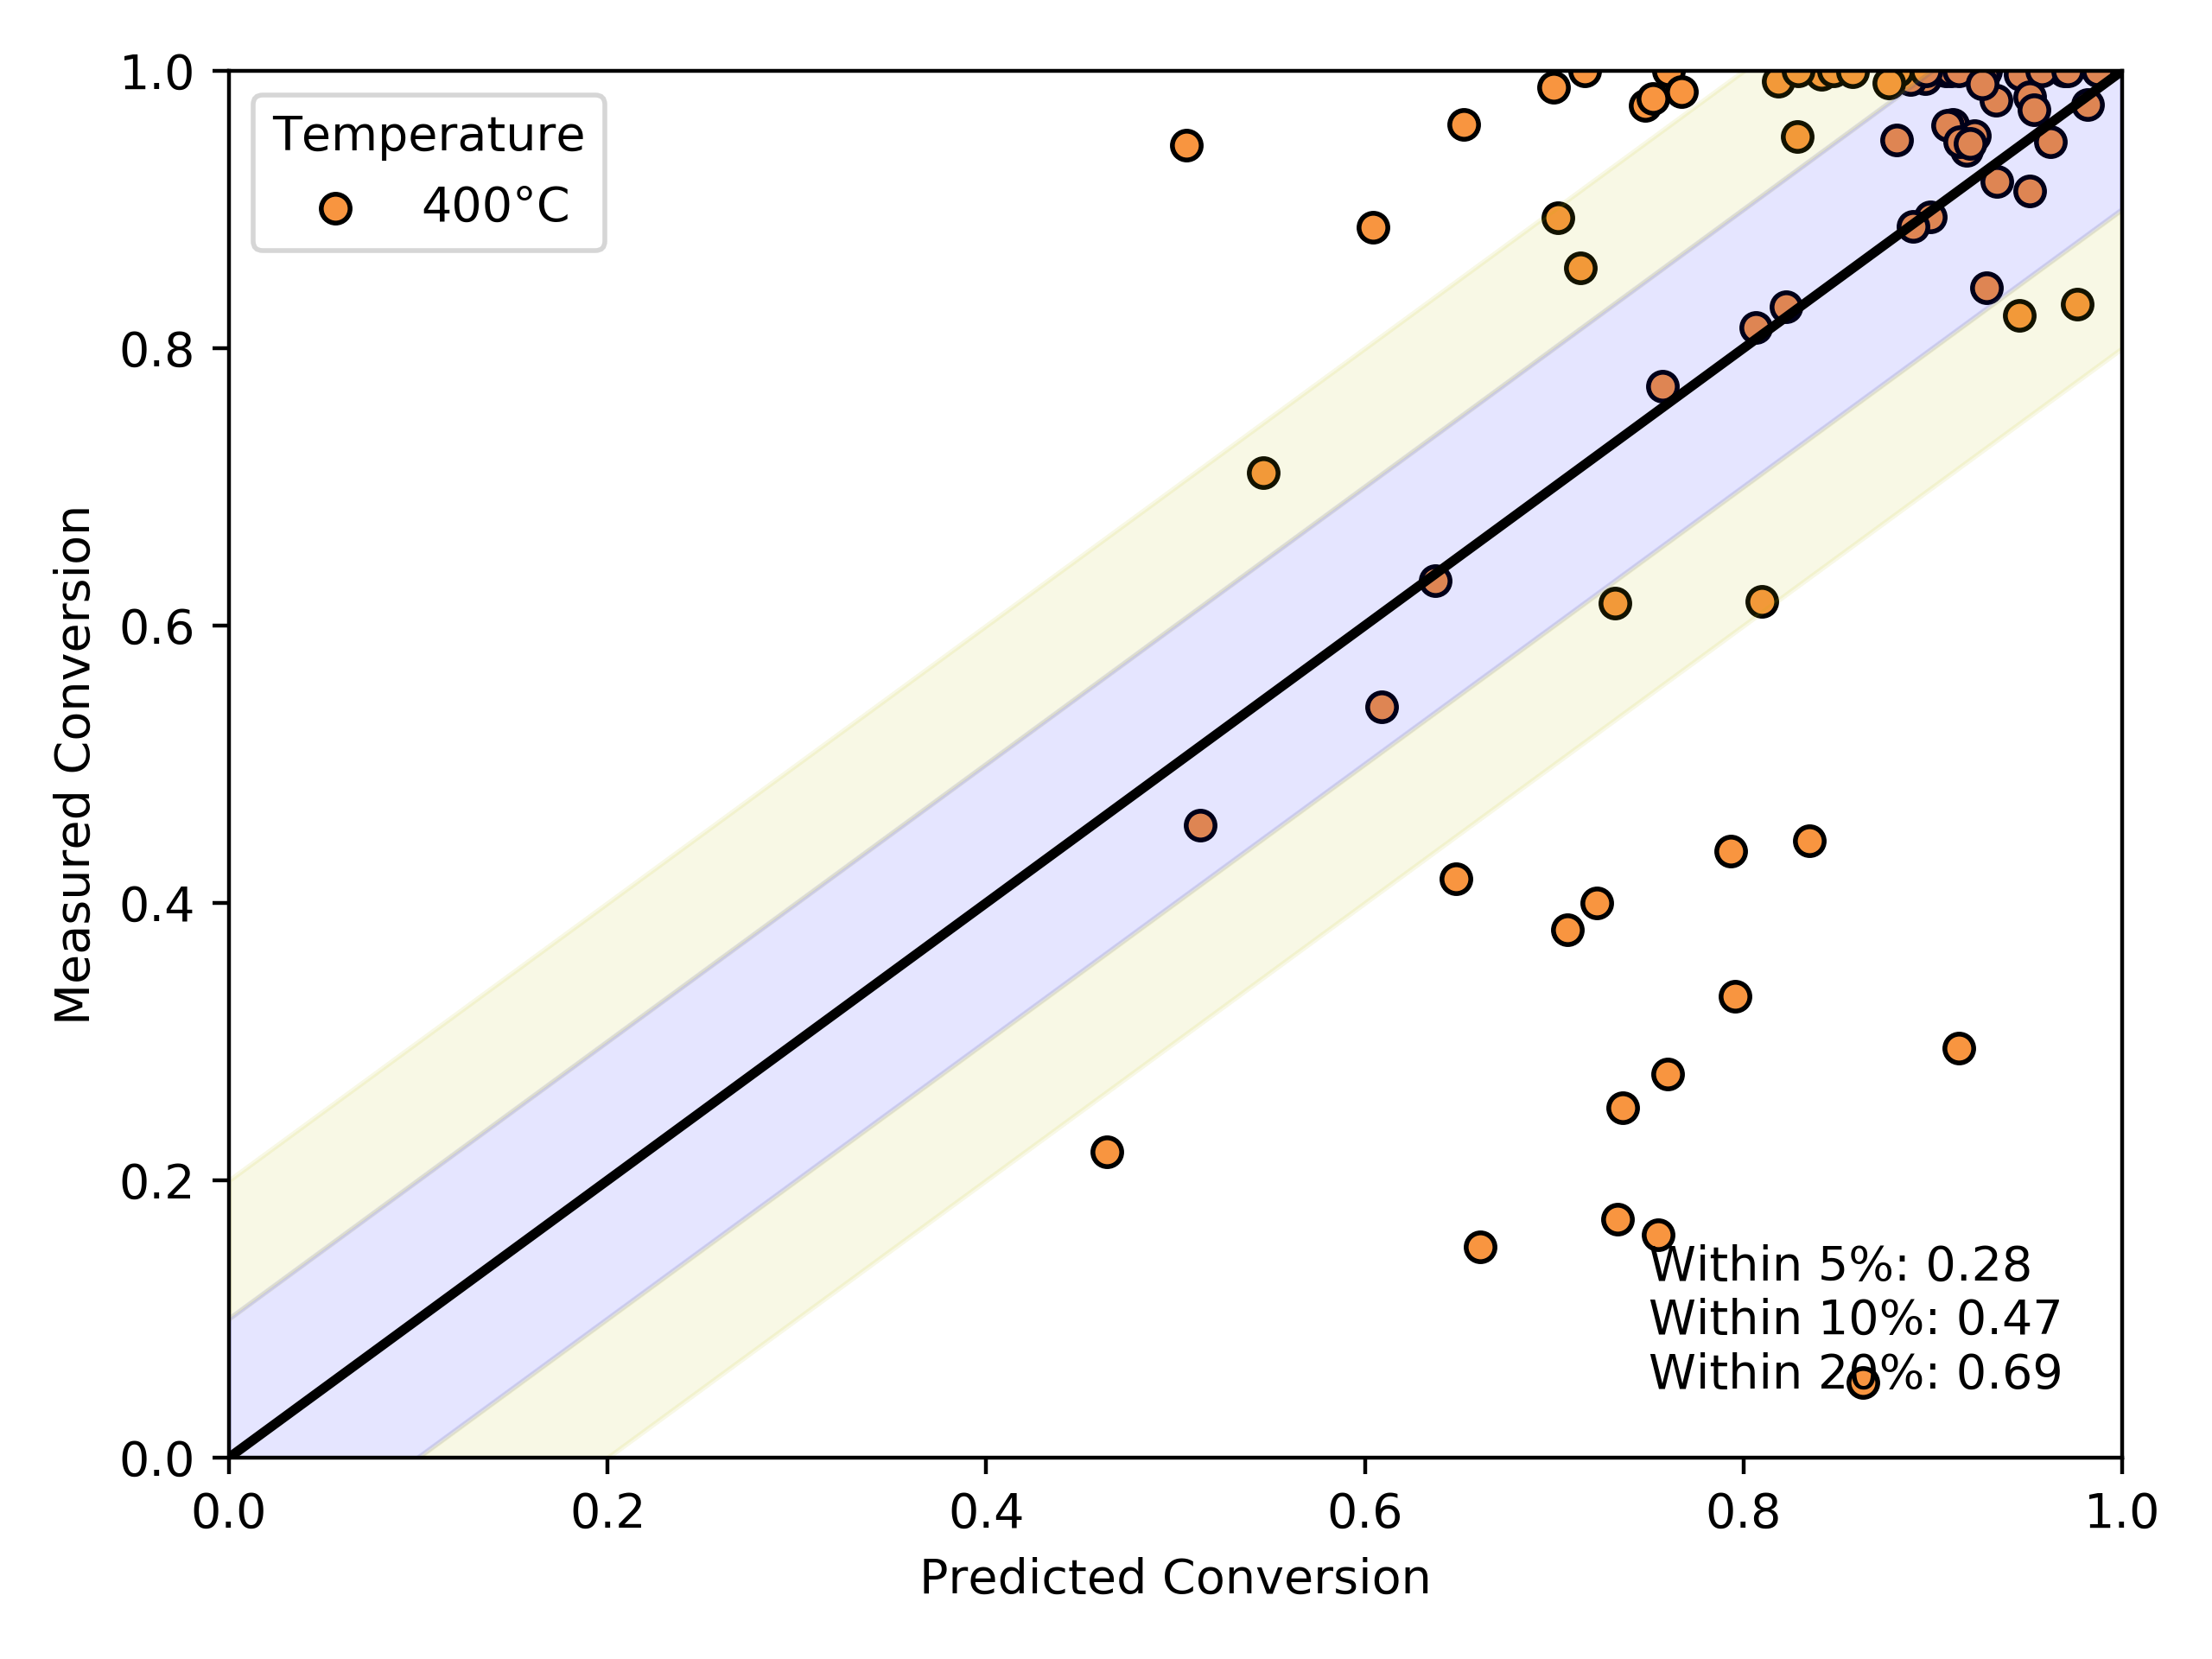 1.0
0.8
0.6
0.4
0.2
0.0
Measured Conversion
Temperature
400°C
Within 5%: 0.28
Within 10%: 0.47
Within 20%: 0.69
0.0 0.2 0.4 0.6 0.8 1.0
Predicted Conversion